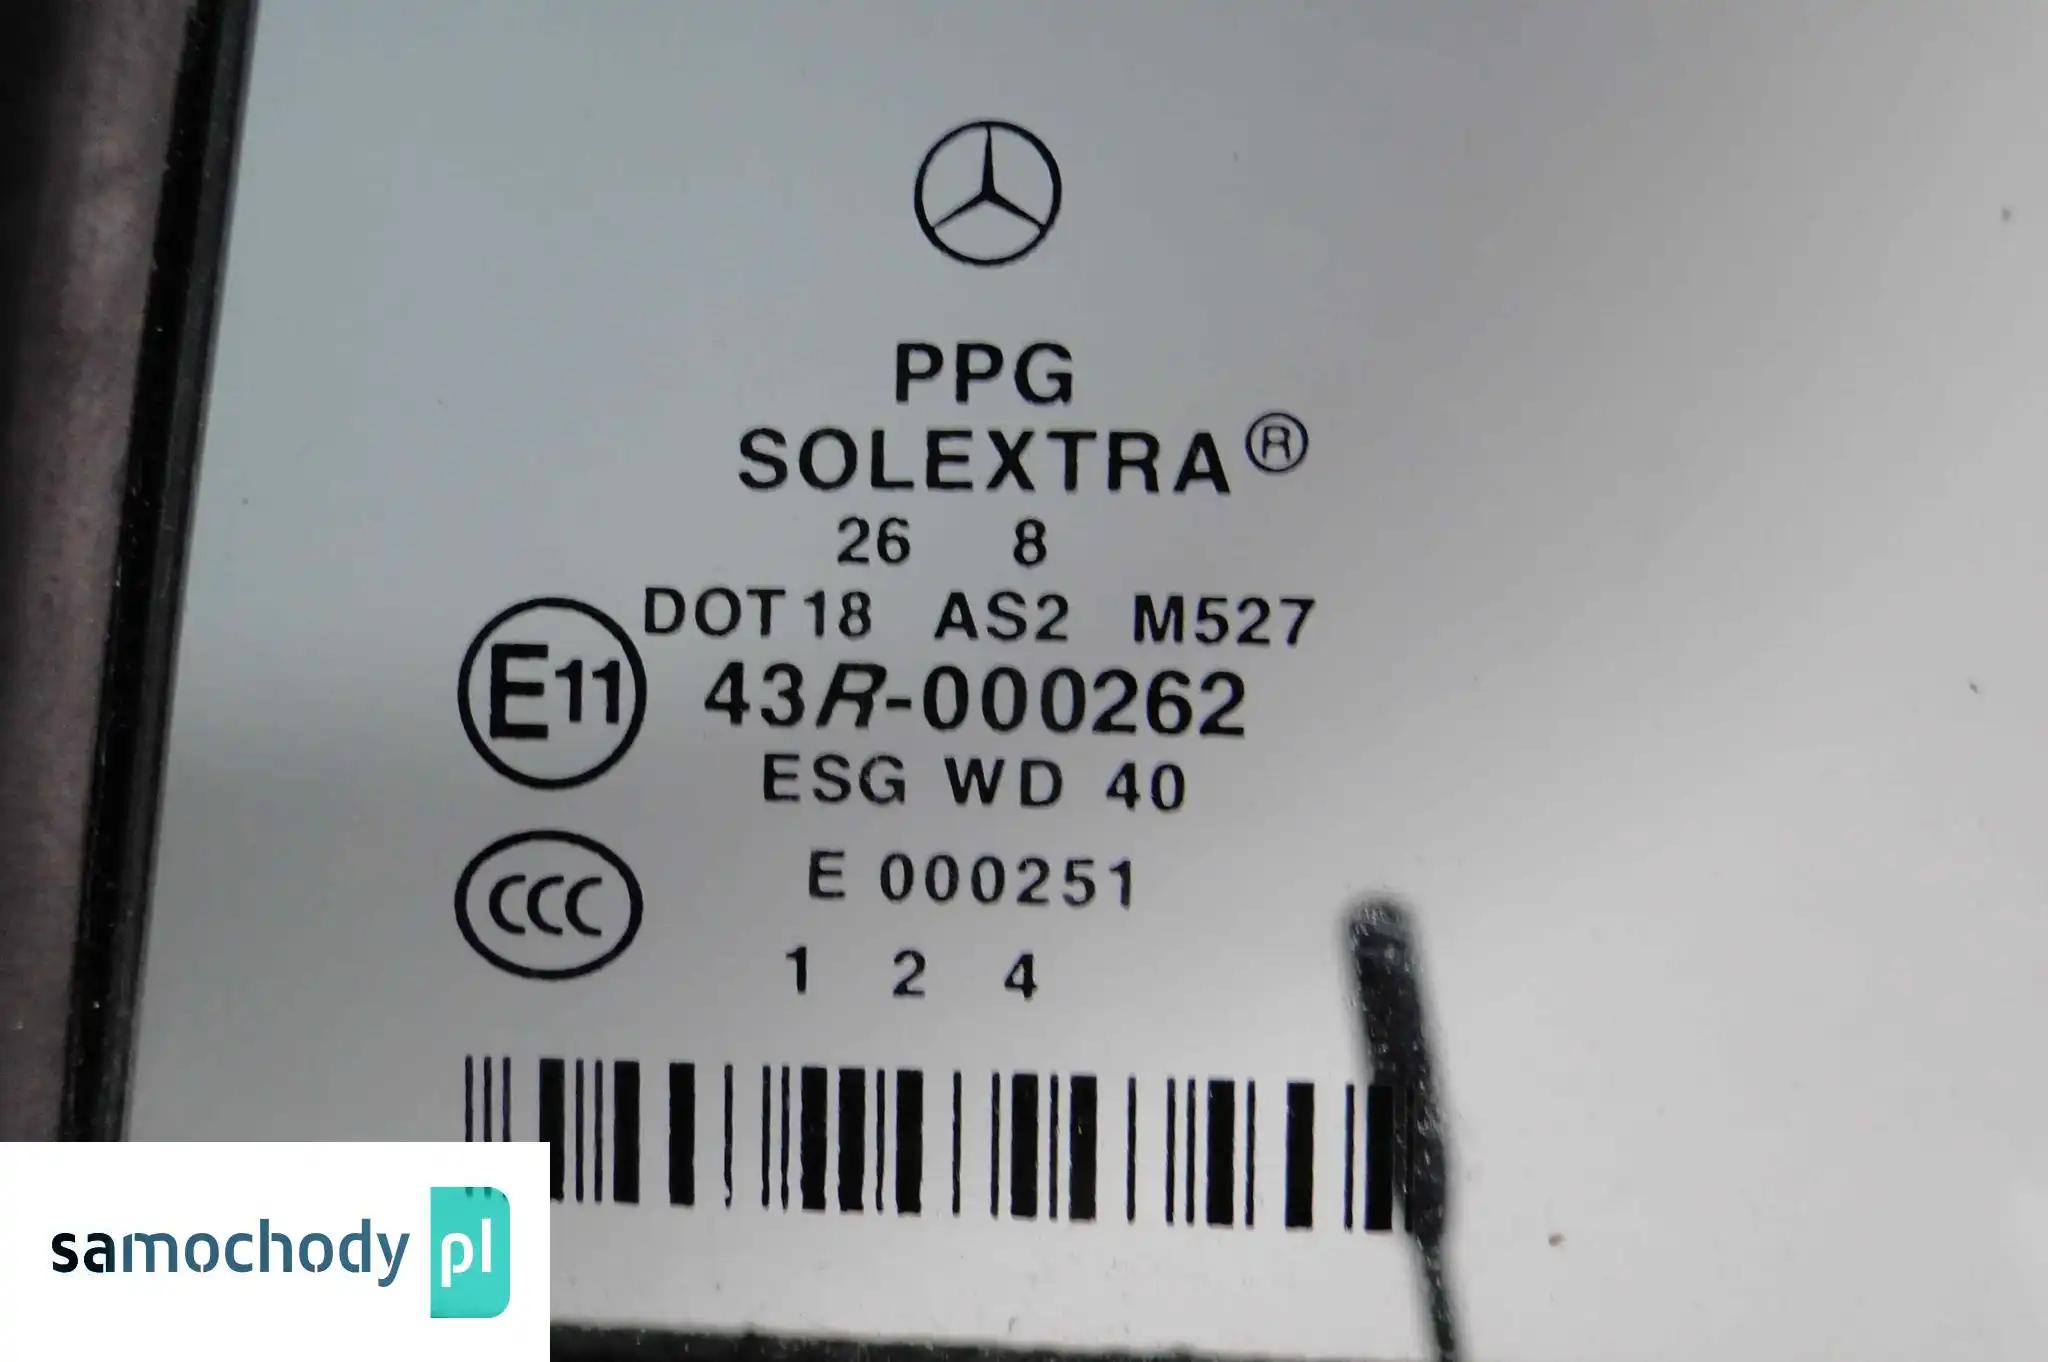 PPG
SOLEXTRA®
26 8
DOT 18 AS2 M527
E11 43R-000262
ESG WD 40
CCC E 000251
1 2 4
samochody pl